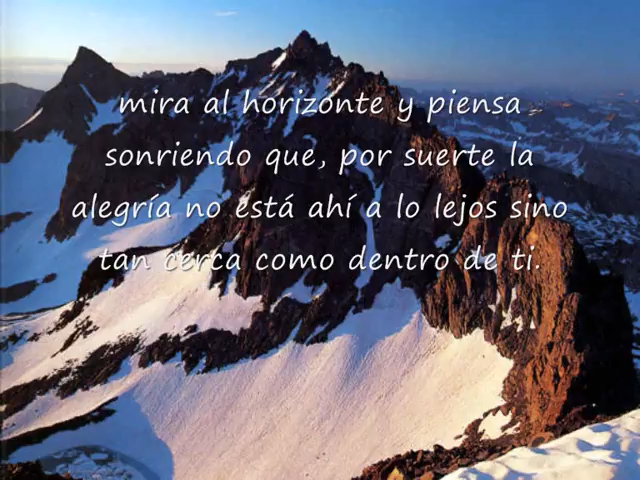 mira al horizonte y piensa
sonriendo que, por suerte la
alegría no está ahí a lo lejos sino
tan cerca como dentro de ti.